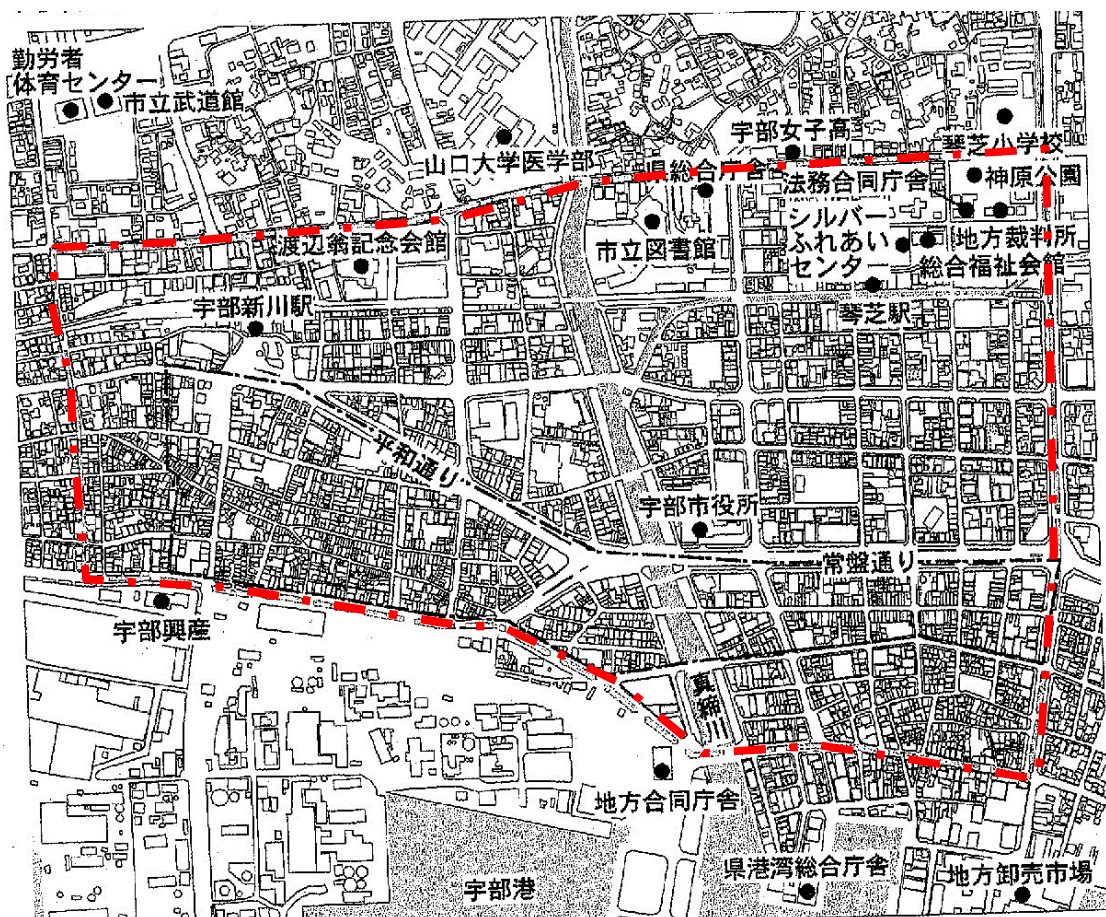 勤労者
体育センター
市立武道館
山口大学医学部
宇部女子高
琴芝小学校
県総合庁舎
法務合同庁舎
神原公園
渡辺翁記念会館
市立図書館
シルバー
ふれあい
センター
地方裁判所
総合福祉会館
宇部新川駅
琴芝駅
平和通り
宇部市役所
常盤通り
宇部興産
真締川
地方合同庁舎
宇部港
県港湾総合庁舎
地方卸売市場